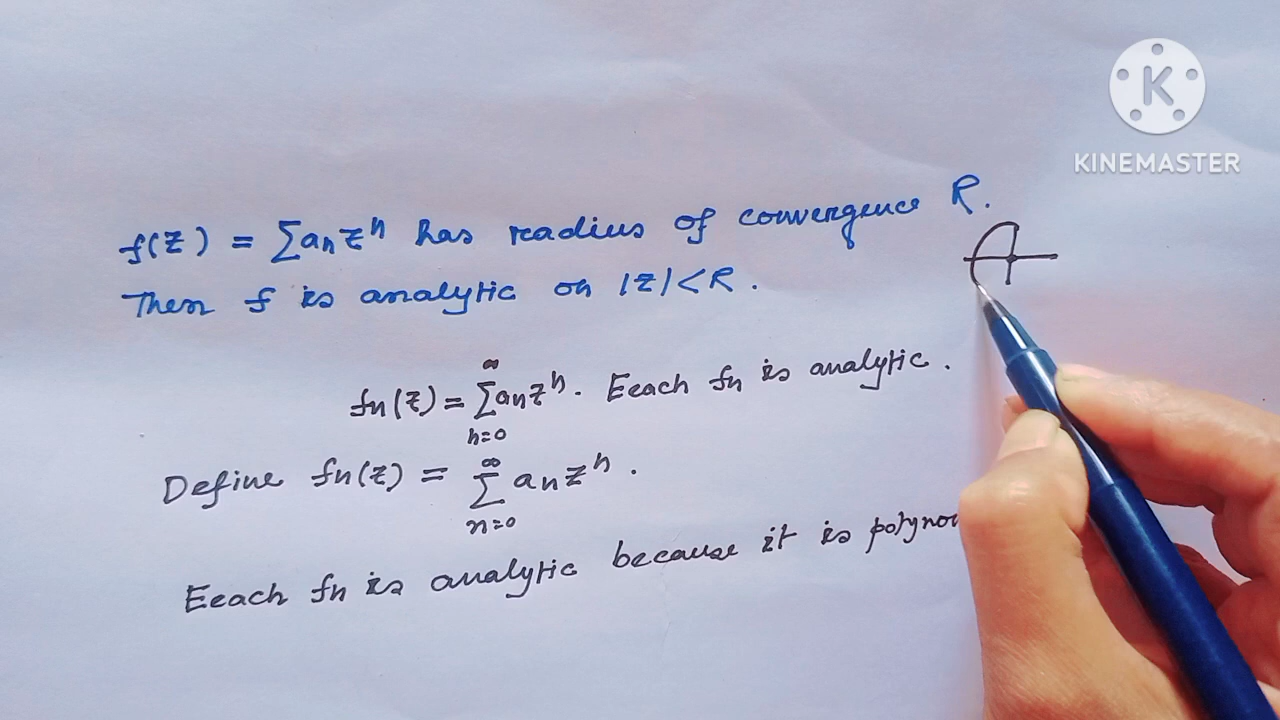 K
KINEMASTER
f(z) = ∑aₙzⁿ has radius of convergence R.
Then f is analytic on |z|<R.
fn(z) = ∞∑n=0 aₙzⁿ. Eeach fn is analytic.
Define fn(z) = ∞∑n=0 aₙzⁿ.
Eeach fn is analytic because it is polyno